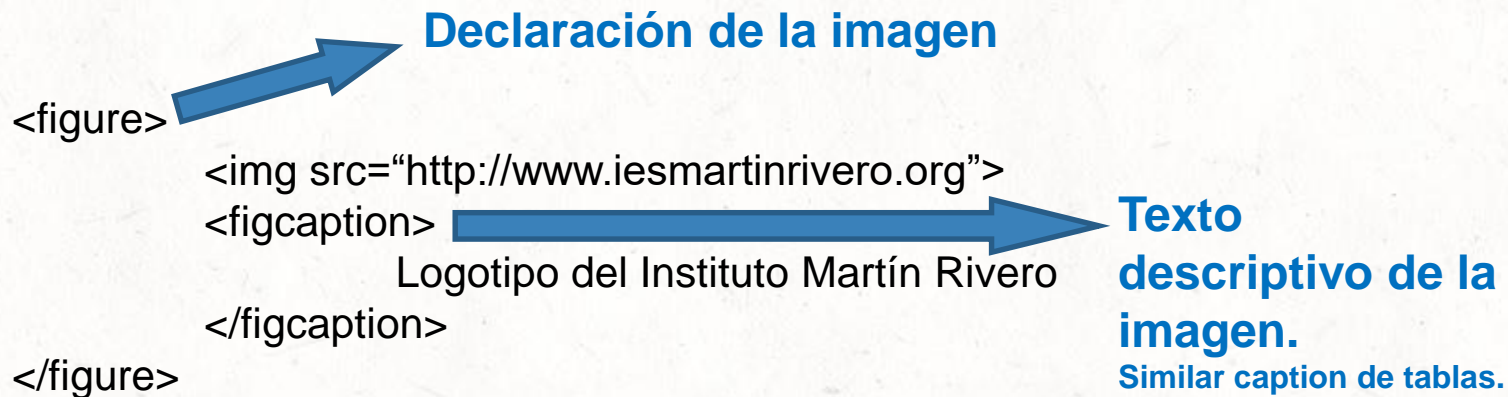 Declaración de la imagen
<figure>
<img src=“http://www.iesmartinrivero.org”>
<figcaption>
Logotipo del Instituto Martín Rivero
</figcaption>
</figure>
Texto
descriptivo de la
imagen.
Similar caption de tablas.